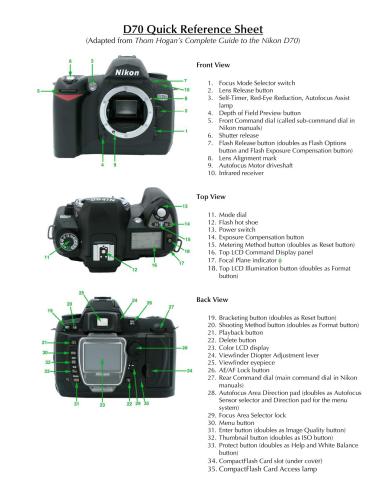 D70 Quick Reference Sheet
(Adapted from Thom Hogan's Complete Guide to the Nikon D70)
Front View
1. Focus Mode Selector switch
2. Lens Release button
3. Self-Timer, Red-Eye Reduction, Autofocus Assist
lamp
4. Depth of Field Preview button
5. Front Command dial (called sub-command dial in
Nikon manuals)
6. Shutter release
7. Flash Release button (doubles as Flash Options
button and Flash Exposure Compensation button)
8. Lens Alignment mark
9. Autofocus Motor driveshaft
10. Infrared receiver
Nikon
Top View
11. Mode dial
12. Flash hot shoe
13. Power switch
14. Exposure Compensation button
15. Metering Method button (doubles as Reset button)
16. Top LCD Command Display panel
17. Focal Plane Indicator ɸ
18. Top LCD Illumination button (doubles as Format
button)
Back View
19. Bracketing button (doubles as Reset button)
20. Shooting Method button (doubles as Format button)
21. Playback button
22. Delete button
23. Color LCD display
24. Viewfinder Diopter Adjustment lever
25. Viewfinder eyepiece
26. AE/AF Lock button
27. Rear Command dial (main command dial in Nikon
manuals)
28. Autofocus Area Direction pad (doubles as Autofocus
Sensor selector and Direction pad for the menu
system)
29. Focus Area Selector lock
30. Menu button
31. Enter button (doubles as Image Quality button)
32. Thumbnail button (doubles as ISO button)
33. Protect button (doubles as Help and White Balance
button)
34. CompactFlash Card slot (under cover)
35. CompactFlash Card Access lamp